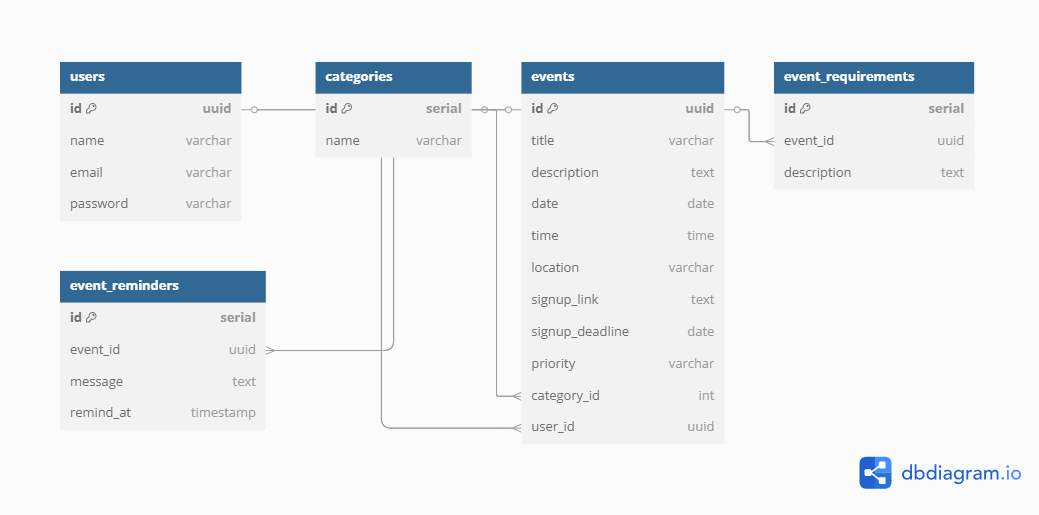 users
id uuid
name varchar
email varchar
password varchar
categories
id serial
name varchar
events
id uuid
title varchar
description text
date date
time time
location varchar
signup_link text
signup_deadline date
priority varchar
category_id int
user_id uuid
event_requirements
id serial
event_id uuid
description text
event_reminders
id serial
event_id uuid
message text
remind_at timestamp
dbdiagram.io